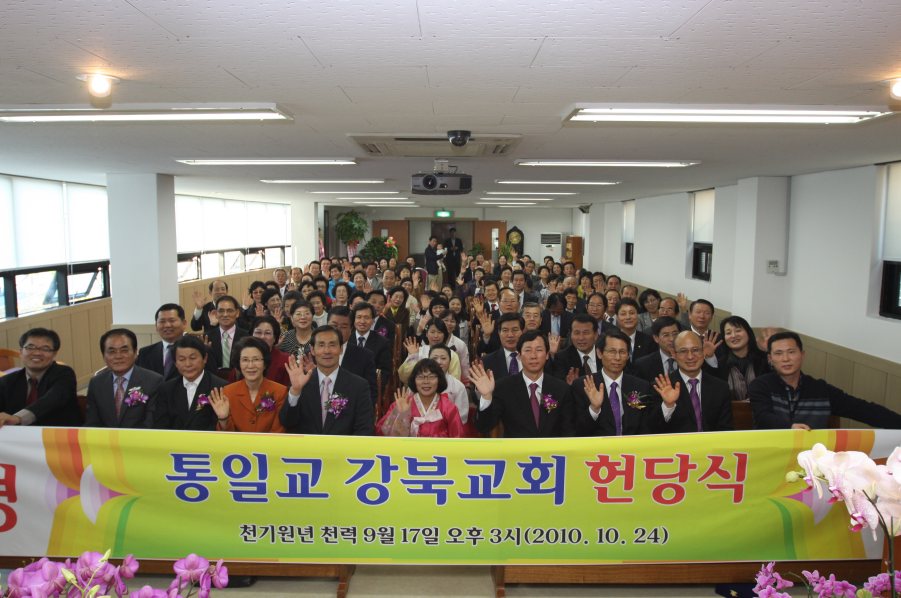 통일교 강북교회 헌당식
천기원년 천력 9월 17일 오후 3시(2010. 10. 24)